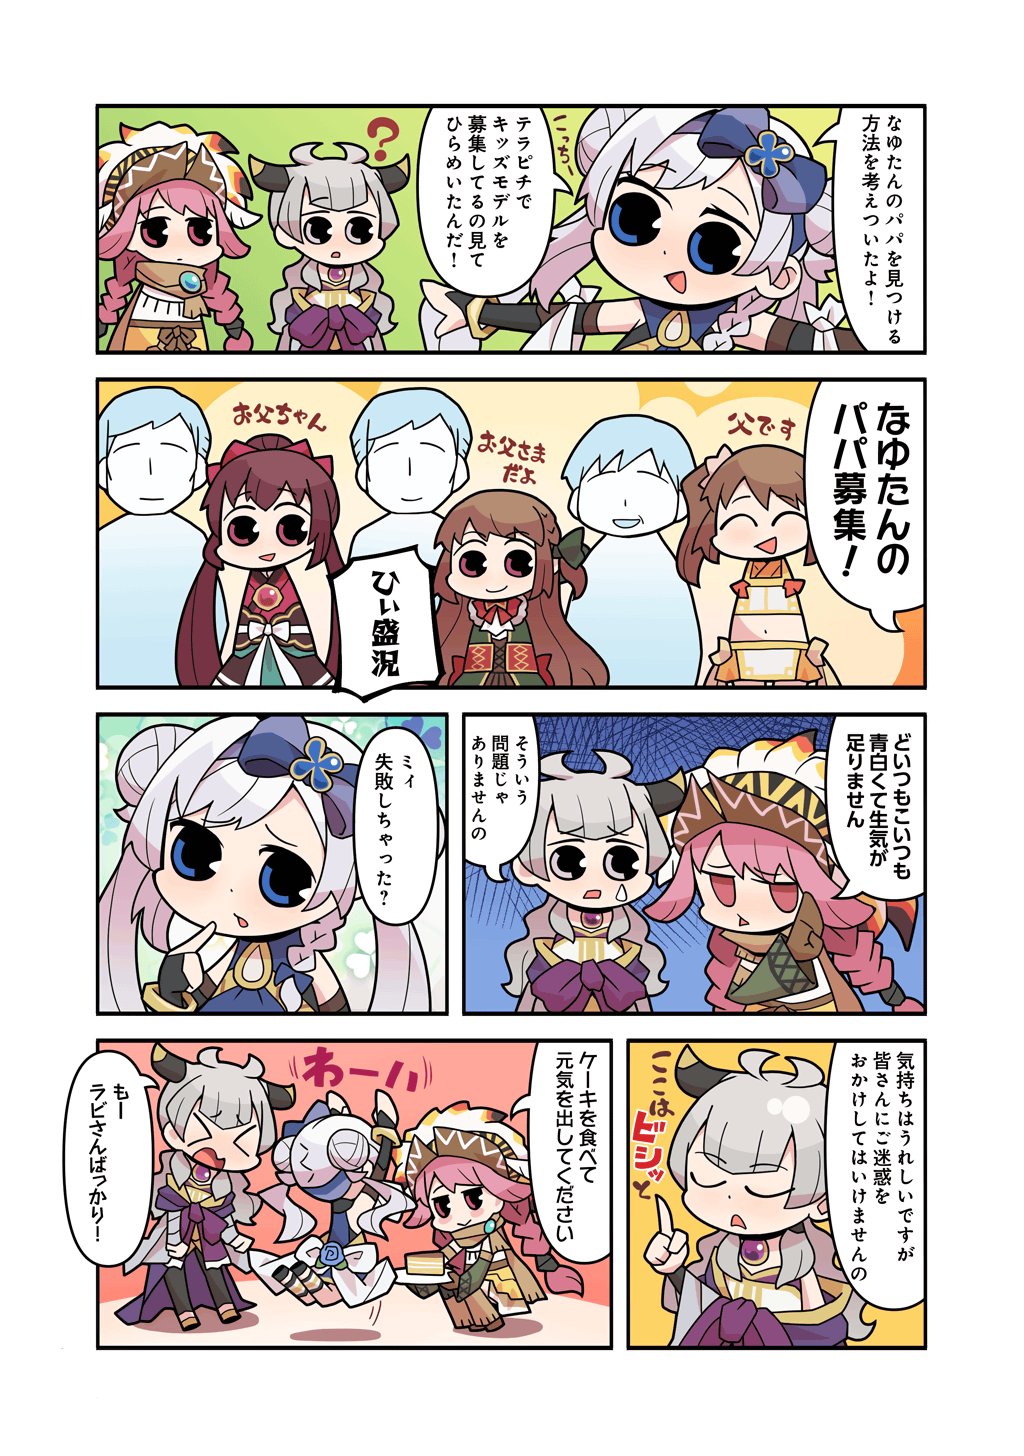 なゆたんのパパを見つける
方法を考えついたよ！
こっちー
テラピチで
キッズモデルを
募集してるの見て
ひらめいたんだ！
？
なゆたんの
パパ募集！
父です
お父さま
だよ
お父ちゃん
ひぃ盛況
どいつもこいつも
青白くて生気が
足りません
そういう
問題じゃ
ありませんの
ミィ
失敗しちゃった？
気持ちはうれしいですが
皆さんにご迷惑を
おかけしてはいけませんの
ここは
ビシッ
と
ケーキを食べて
元気を出してください
わーい
もー
ラビさんばっかり！